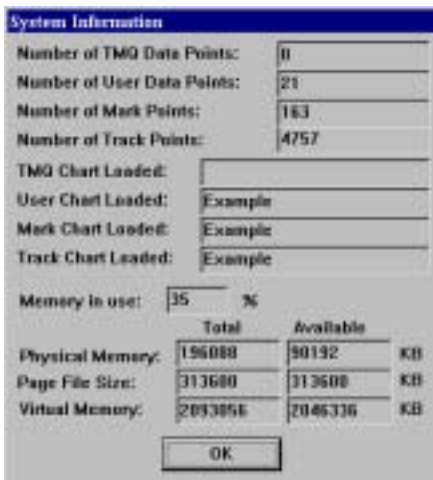 System Information
Number of TMQ Data Points: 0
Number of User Data Points: 21
Number of Mark Points: 163
Number of Track Points: 4757
TMQ Chart Loaded:
User Chart Loaded: Example
Mark Chart Loaded: Example
Track Chart Loaded: Example
Memory in use: 35 %
Total Available
Physical Memory: 196088 90192 KB
Page File Size: 313600 313600 KB
Virtual Memory: 2093056 2046336 KB
OK